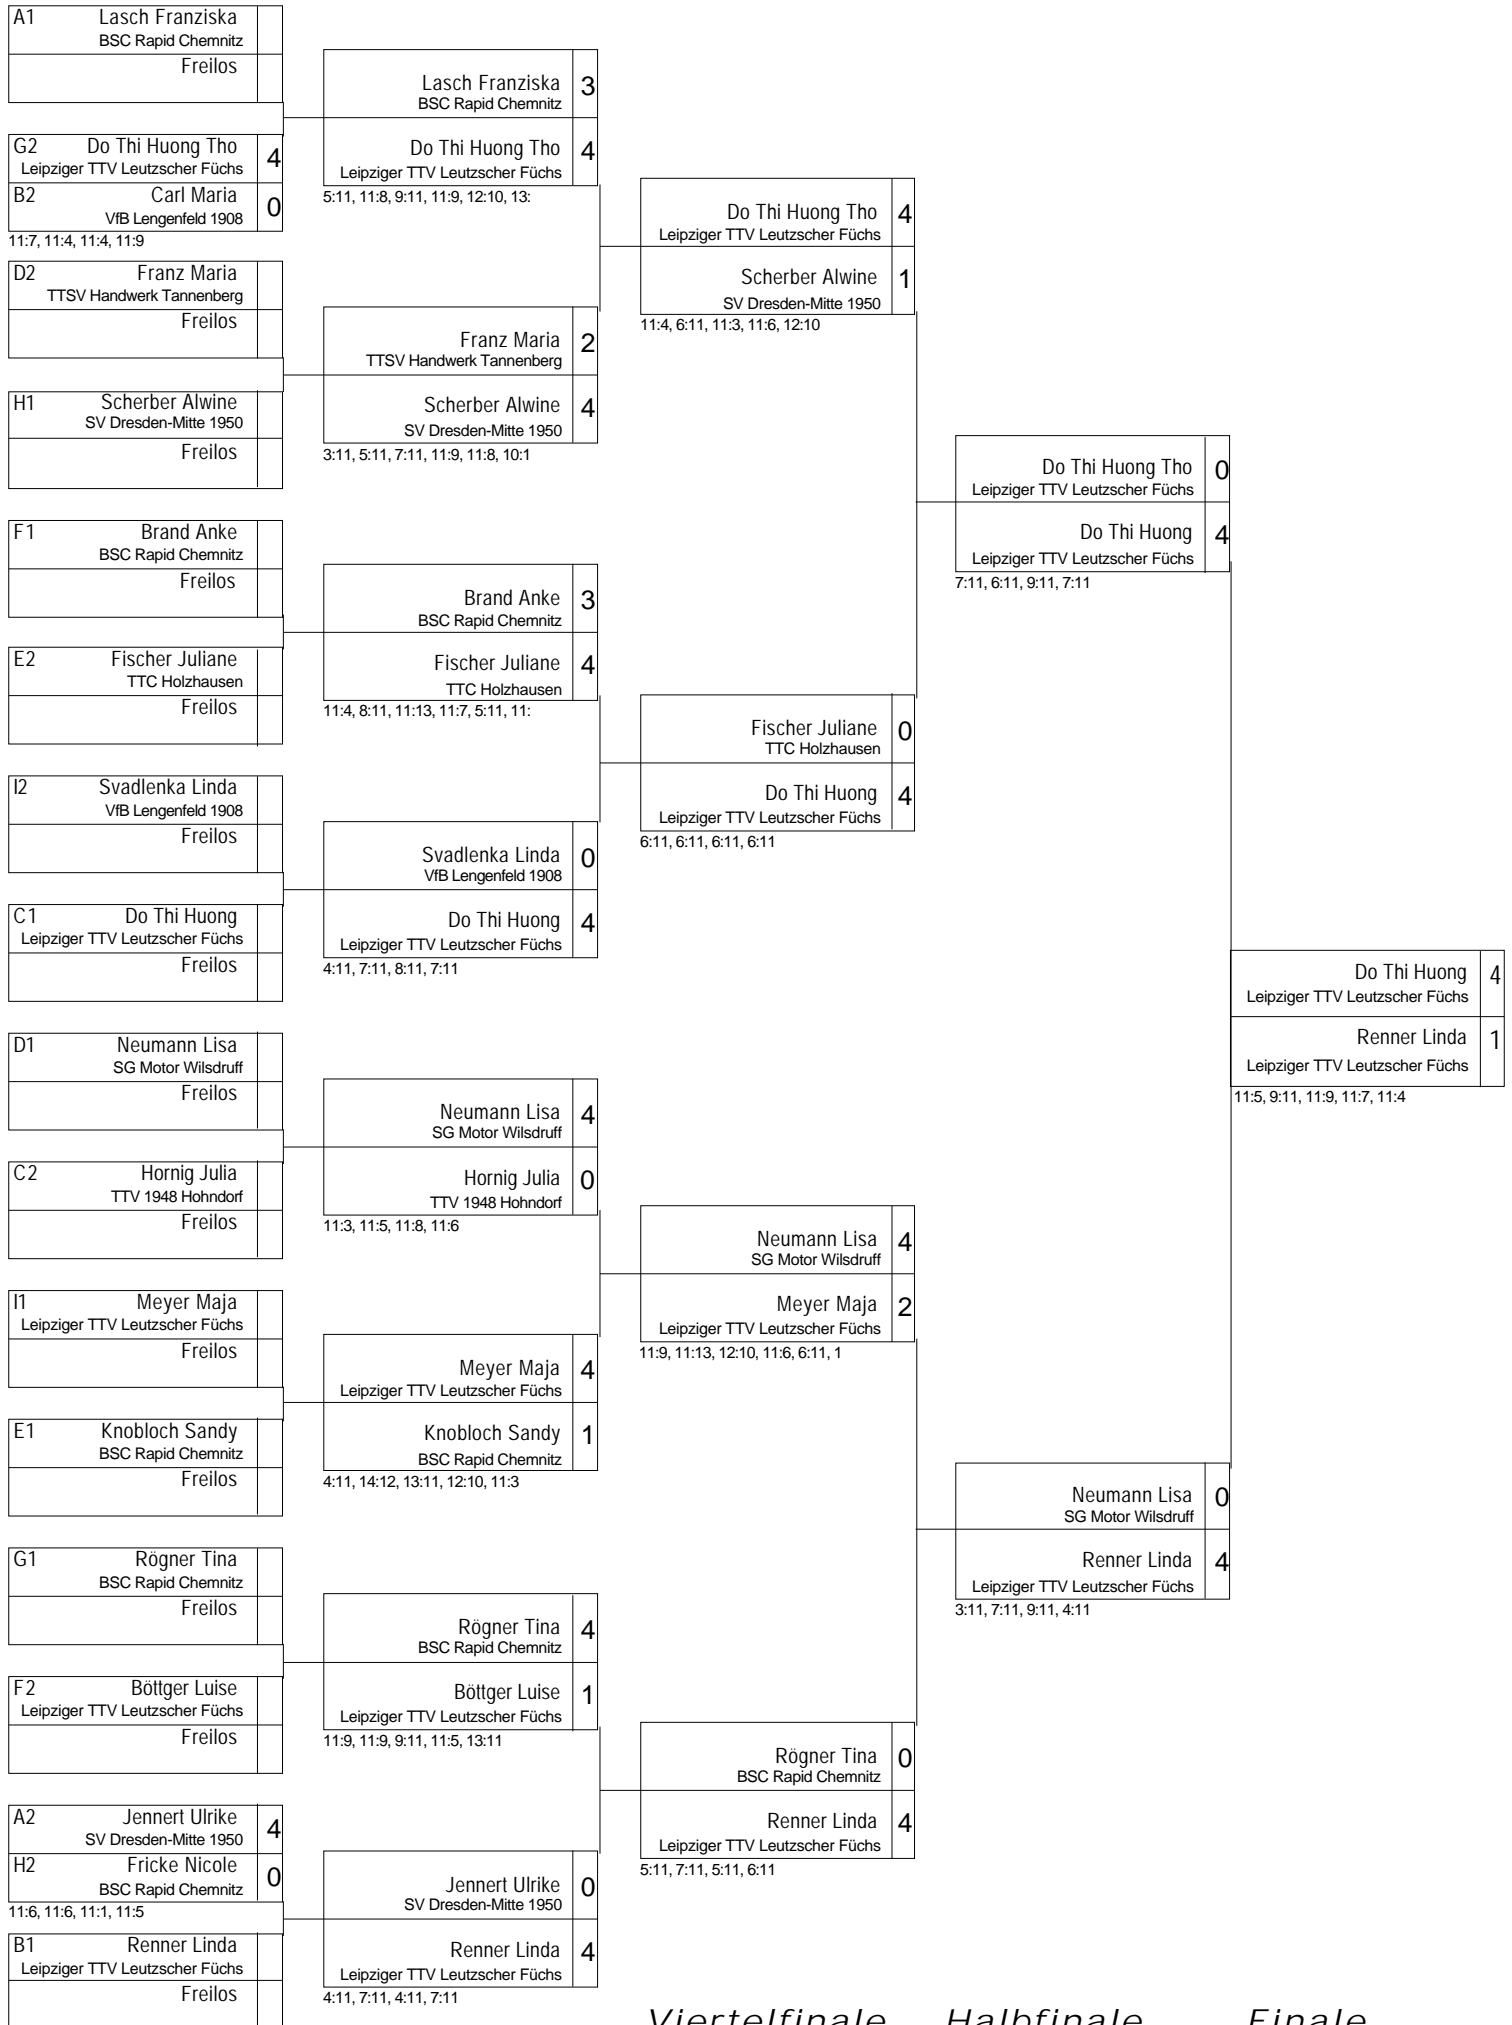 A1 Lasch Franziska
BSC Rapid Chemnitz
Freilos
G2 Do Thi Huong Tho 4
Leipziger TTV Leutzscher Füchs
B2 Carl Maria 0
VfB Lengenfeld 1908
11:7, 11:4, 11:4, 11:9
D2 Franz Maria
TTSV Handwerk Tannenberg
Freilos
H1 Scherber Alwine
SV Dresden-Mitte 1950
Freilos
F1 Brand Anke
BSC Rapid Chemnitz
Freilos
E2 Fischer Juliane
TTC Holzhausen
Freilos
I2 Svadlenka Linda
VfB Lengenfeld 1908
Freilos
C1 Do Thi Huong
Leipziger TTV Leutzscher Füchs
Freilos
D1 Neumann Lisa
SG Motor Wilsdruff
Freilos
C2 Hornig Julia
TTV 1948 Hohndorf
Freilos
I1 Meyer Maja
Leipziger TTV Leutzscher Füchs
Freilos
E1 Knobloch Sandy
BSC Rapid Chemnitz
Freilos
G1 Rögner Tina
BSC Rapid Chemnitz
Freilos
F2 Böttger Luise
Leipziger TTV Leutzscher Füchs
Freilos
A2 Jennert Ulrike 4
SV Dresden-Mitte 1950
H2 Fricke Nicole 0
BSC Rapid Chemnitz
11:6, 11:6, 11:1, 11:5
B1 Renner Linda
Leipziger TTV Leutzscher Füchs
Freilos
Lasch Franziska 3
BSC Rapid Chemnitz
Do Thi Huong Tho 4
Leipziger TTV Leutzscher Füchs
5:11, 11:8, 9:11, 11:9, 12:10, 13:
Franz Maria 2
TTSV Handwerk Tannenberg
Scherber Alwine 4
SV Dresden-Mitte 1950
3:11, 5:11, 7:11, 11:9, 11:8, 10:1
Brand Anke 3
BSC Rapid Chemnitz
Fischer Juliane 4
TTC Holzhausen
11:4, 8:11, 11:13, 11:7, 5:11, 11:
Svadlenka Linda 0
VfB Lengenfeld 1908
Do Thi Huong 4
Leipziger TTV Leutzscher Füchs
4:11, 7:11, 8:11, 7:11
Neumann Lisa 4
SG Motor Wilsdruff
Hornig Julia 0
TTV 1948 Hohndorf
11:3, 11:5, 11:8, 11:6
Meyer Maja 4
Leipziger TTV Leutzscher Füchs
Knobloch Sandy 1
BSC Rapid Chemnitz
4:11, 14:12, 13:11, 12:10, 11:3
Rögner Tina 4
BSC Rapid Chemnitz
Böttger Luise 1
Leipziger TTV Leutzscher Füchs
11:9, 11:9, 9:11, 11:5, 13:11
Jennert Ulrike 0
SV Dresden-Mitte 1950
Renner Linda 4
Leipziger TTV Leutzscher Füchs
4:11, 7:11, 4:11, 7:11
Do Thi Huong Tho 4
Leipziger TTV Leutzscher Füchs
Scherber Alwine 1
SV Dresden-Mitte 1950
11:4, 6:11, 11:3, 11:6, 12:10
Fischer Juliane 0
TTC Holzhausen
Do Thi Huong 4
Leipziger TTV Leutzscher Füchs
6:11, 6:11, 6:11, 6:11
Neumann Lisa 4
SG Motor Wilsdruff
Meyer Maja 2
Leipziger TTV Leutzscher Füchs
11:9, 11:13, 12:10, 11:6, 6:11, 1
Rögner Tina 0
BSC Rapid Chemnitz
Renner Linda 4
Leipziger TTV Leutzscher Füchs
5:11, 7:11, 5:11, 6:11
Do Thi Huong Tho 0
Leipziger TTV Leutzscher Füchs
Do Thi Huong 4
Leipziger TTV Leutzscher Füchs
7:11, 6:11, 9:11, 7:11
Neumann Lisa 0
SG Motor Wilsdruff
Renner Linda 4
Leipziger TTV Leutzscher Füchs
3:11, 7:11, 9:11, 4:11
Do Thi Huong 4
Leipziger TTV Leutzscher Füchs
Renner Linda 1
Leipziger TTV Leutzscher Füchs
11:5, 9:11, 11:9, 11:7, 11:4
Viertelfinale Halbfinale Finale